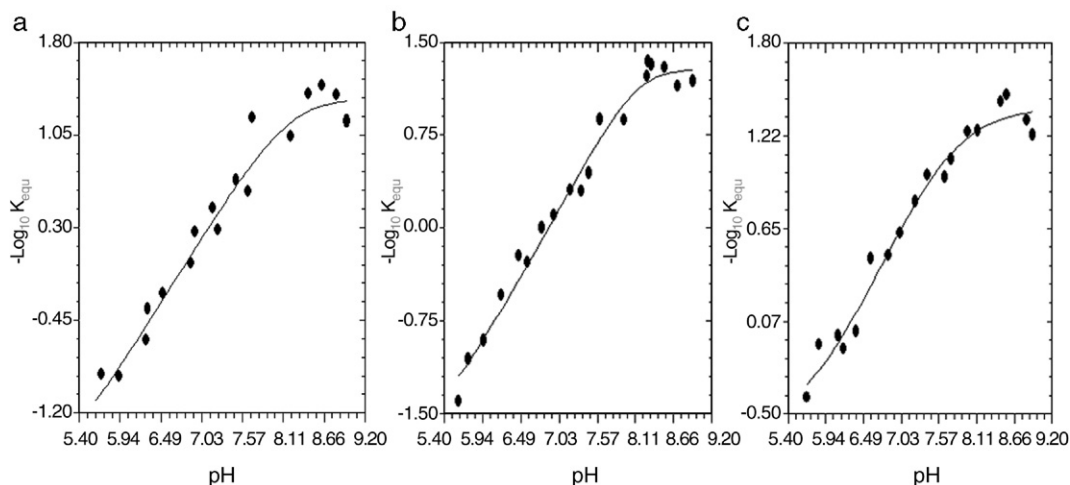 a
1.80
1.05
0.30
-0.45
-1.20
-Log₁₀ Kequ
5.40 5.94 6.49 7.03 7.57 8.11 8.66 9.20
pH
b
1.50
0.75
0.00
-0.75
-1.50
-Log₁₀ Kequ
5.40 5.94 6.49 7.03 7.57 8.11 8.66 9.20
pH
c
1.80
1.22
0.65
0.07
-0.50
-Log₁₀ Kequ
5.40 5.94 6.49 7.03 7.57 8.11 8.66 9.20
pH